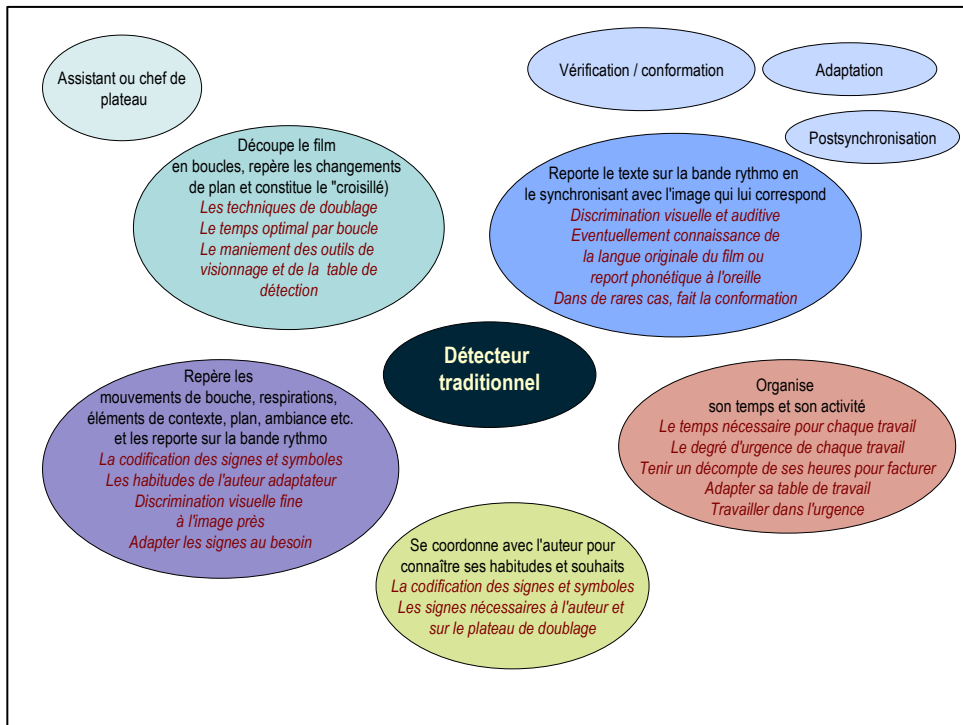 Assistant ou chef de
plateau
Vérification / conformation
Adaptation
Postsynchronisation
Découpe le film
en boucles, repère les changements
de plan et constitue le "croisillé)
Les techniques de doublage
Le temps optimal par boucle
Le maniement des outils de
visionnage et de la table de
détection
Reporte le texte sur la bande rythmo en
le synchronisant avec l'image qui lui correspond
Discrimination visuelle et auditive
Eventuellement connaissance de
la langue originale du film ou
report phonétique à l'oreille
Dans de rares cas, fait la conformation
Détecteur
traditionnel
Repère les
mouvements de bouche, respirations,
éléments de contexte, plan, ambiance etc.
et les reporte sur la bande rythmo
La codification des signes et symboles
Les habitudes de l'auteur adaptateur
Discrimination visuelle fine
à l'image près
Adapter les signes au besoin
Organise
son temps et son activité
Le temps nécessaire pour chaque travail
Le degré d'urgence de chaque travail
Tenir un décompte de ses heures pour facturer
Adapter sa table de travail
Travailler dans l'urgence
Se coordonne avec l'auteur pour
connaître ses habitudes et souhaits
La codification des signes et symboles
Les signes nécessaires à l'auteur et
sur le plateau de doublage